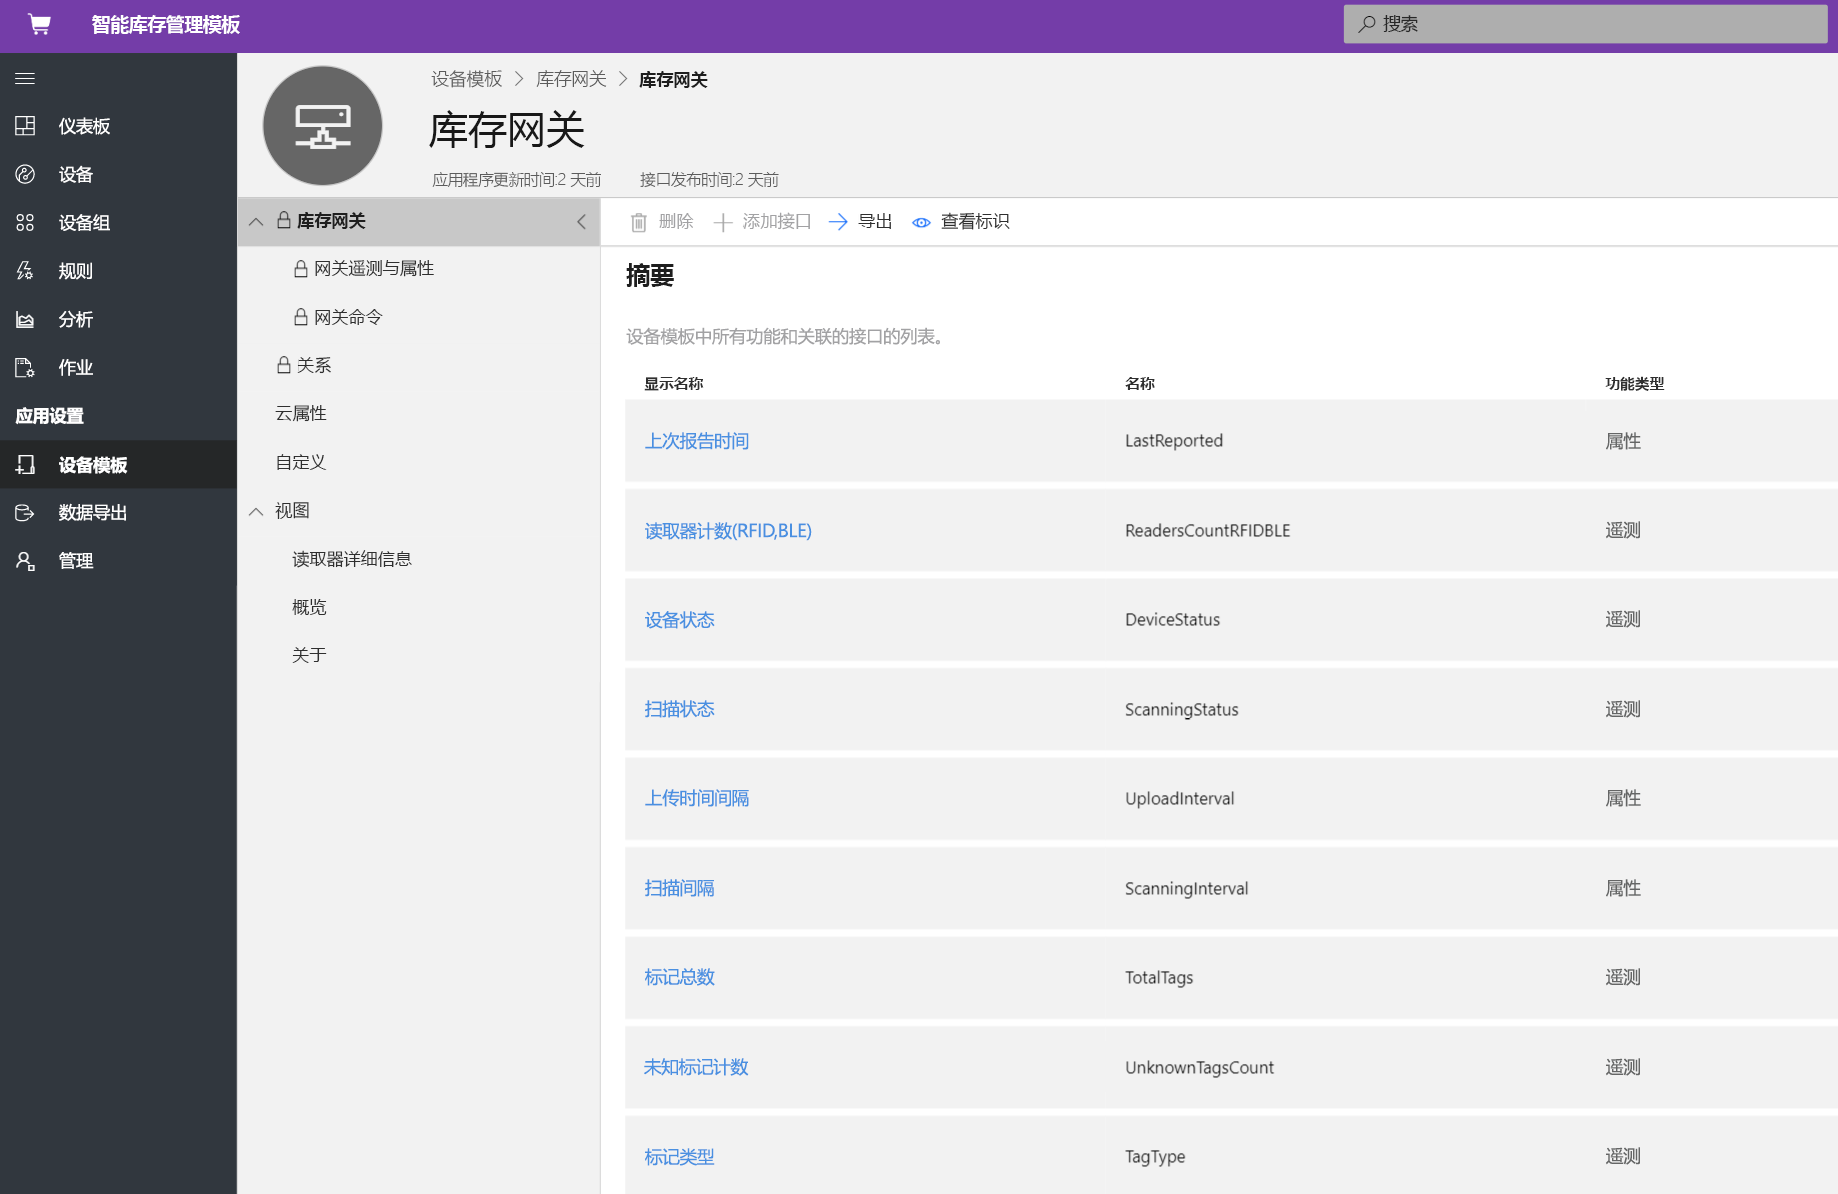 智能库存管理模板
搜索
仪表板
设备
设备组
规则
分析
作业
应用设置
设备模板
数据导出
管理
设备模板 > 库存网关 > 库存网关
库存网关
应用程序更新时间:2 天前 接口发布时间:2 天前
库存网关
网关遥测与属性
网关命令
关系
云属性
自定义
视图
读取器详细信息
概览
关于
删除 添加接口 导出 查看标识
摘要
设备模板中所有功能和关联的接口的列表。
显示名称 名称 功能类型
上次报告时间 LastReported 属性
读取器计数(RFID,BLE) ReadersCountRFIDBLE 遥测
设备状态 DeviceStatus 遥测
扫描状态 ScanningStatus 遥测
上传时间间隔 UploadInterval 属性
扫描间隔 ScanningInterval 属性
标记总数 TotalTags 遥测
未知标记计数 UnknownTagsCount 遥测
标记类型 TagType 遥测